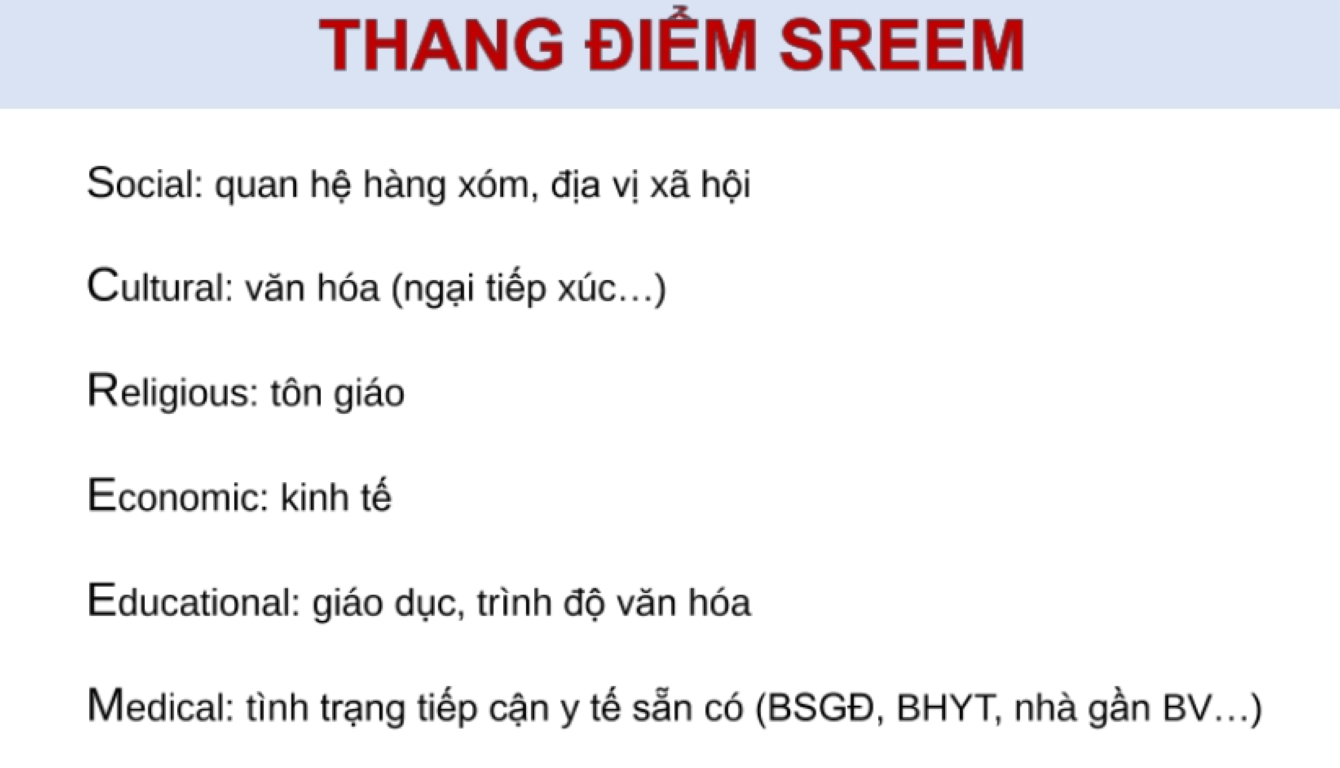 THANG ĐIỂM SREEM
Social: quan hệ hàng xóm, địa vị xã hội
Cultural: văn hóa (ngại tiếp xúc…)
Religious: tôn giáo
Economic: kinh tế
Educational: giáo dục, trình độ văn hóa
Medical: tình trạng tiếp cận y tế sẵn có (BSGĐ, BHYT, nhà gần BV…)